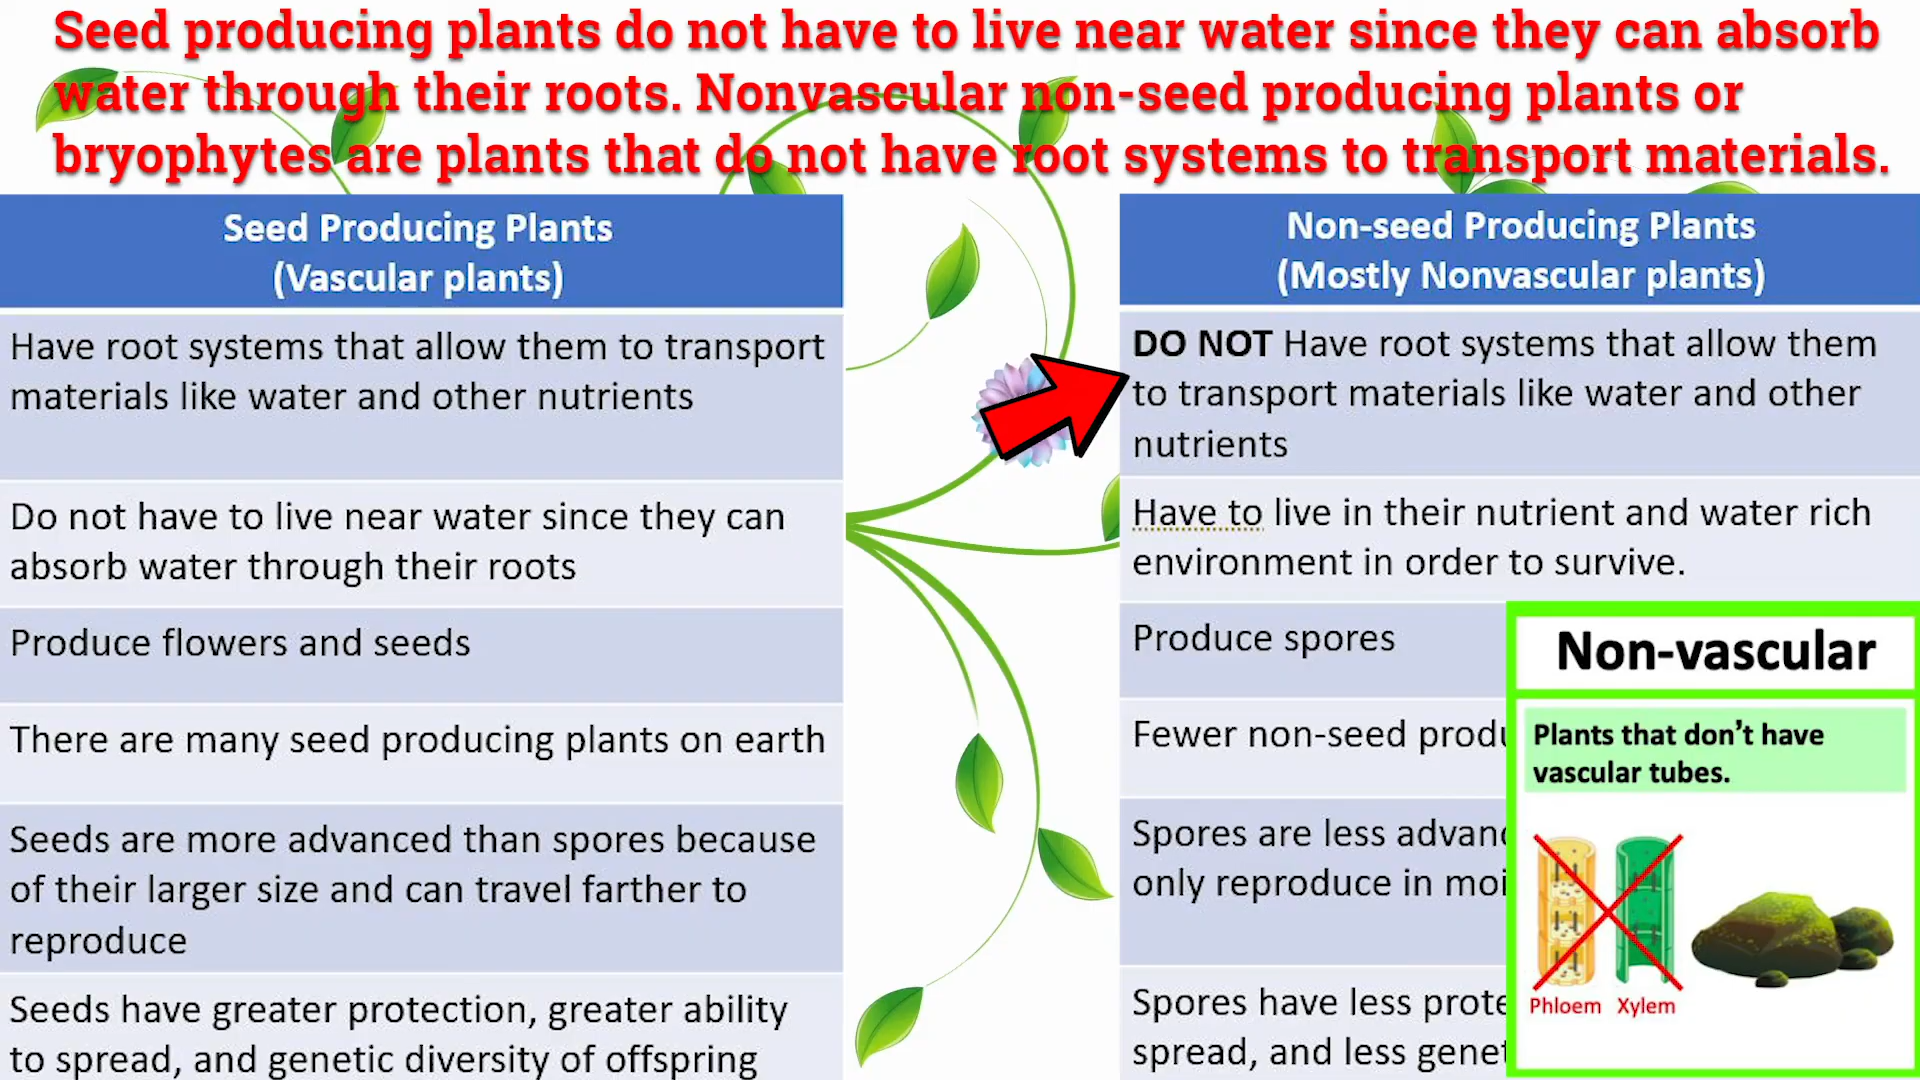 Seed producing plants do not have to live near water since they can absorb
water through their roots. Nonvascular non-seed producing plants or
bryophytes are plants that do not have root systems to transport materials.
Seed Producing Plants
(Vascular plants)
Have root systems that allow them to transport
materials like water and other nutrients
Do not have to live near water since they can
absorb water through their roots
Produce flowers and seeds
There are many seed producing plants on earth
Seeds are more advanced than spores because
of their larger size and can travel farther to
reproduce
Seeds have greater protection, greater ability
to spread, and genetic diversity of offspring
Non-seed Producing Plants
(Mostly Nonvascular plants)
DO NOT Have root systems that allow them
to transport materials like water and other
nutrients
Have to live in their nutrient and water rich
environment in order to survive.
Produce spores
Fewer non-seed
Spores are less
only reproduce in
Spores have less
spread, and less
Non-vascular
Plants that don't have
vascular tubes.
Phloem Xylem